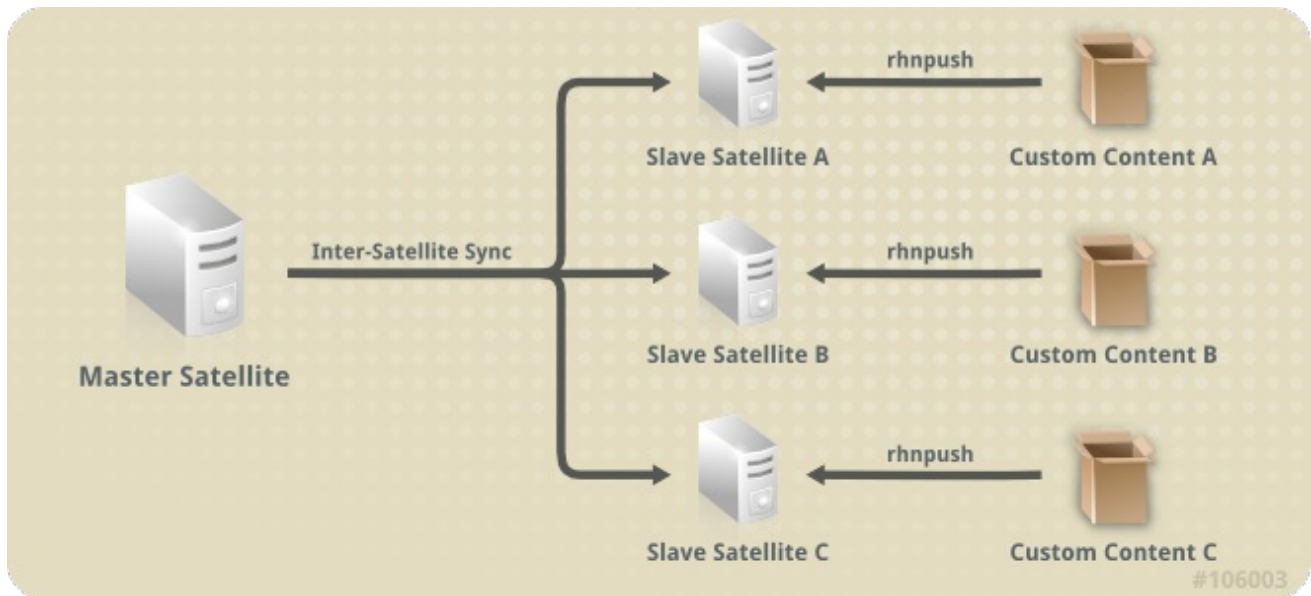 rhnpush
Slave Satellite A
Custom Content A
Inter-Satellite Sync
rhnpush
Master Satellite
Slave Satellite B
Custom Content B
rhnpush
Slave Satellite C
Custom Content C
#106003